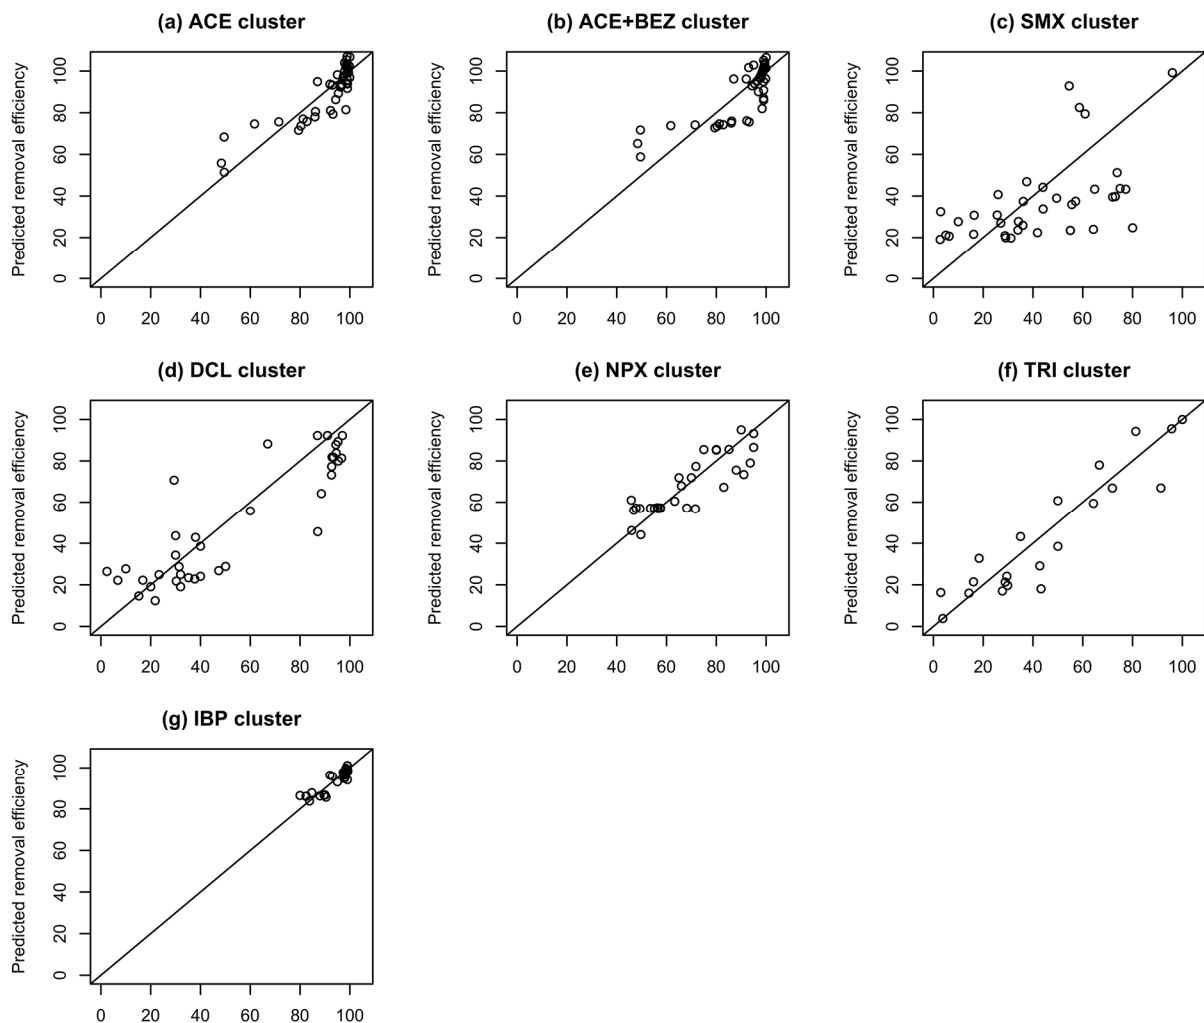 (a) ACE cluster
Predicted removal efficiency
0 20 40 60 80 100
0 20 40 60 80 100
(b) ACE+BEZ cluster
Predicted removal efficiency
0 20 40 60 80 100
0 20 40 60 80 100
(c) SMX cluster
Predicted removal efficiency
0 20 40 60 80 100
0 20 40 60 80 100
(d) DCL cluster
Predicted removal efficiency
0 20 40 60 80 100
0 20 40 60 80 100
(e) NPX cluster
Predicted removal efficiency
0 20 40 60 80 100
0 20 40 60 80 100
(f) TRI cluster
Predicted removal efficiency
0 20 40 60 80 100
0 20 40 60 80 100
(g) IBP cluster
Predicted removal efficiency
0 20 40 60 80 100
0 20 40 60 80 100